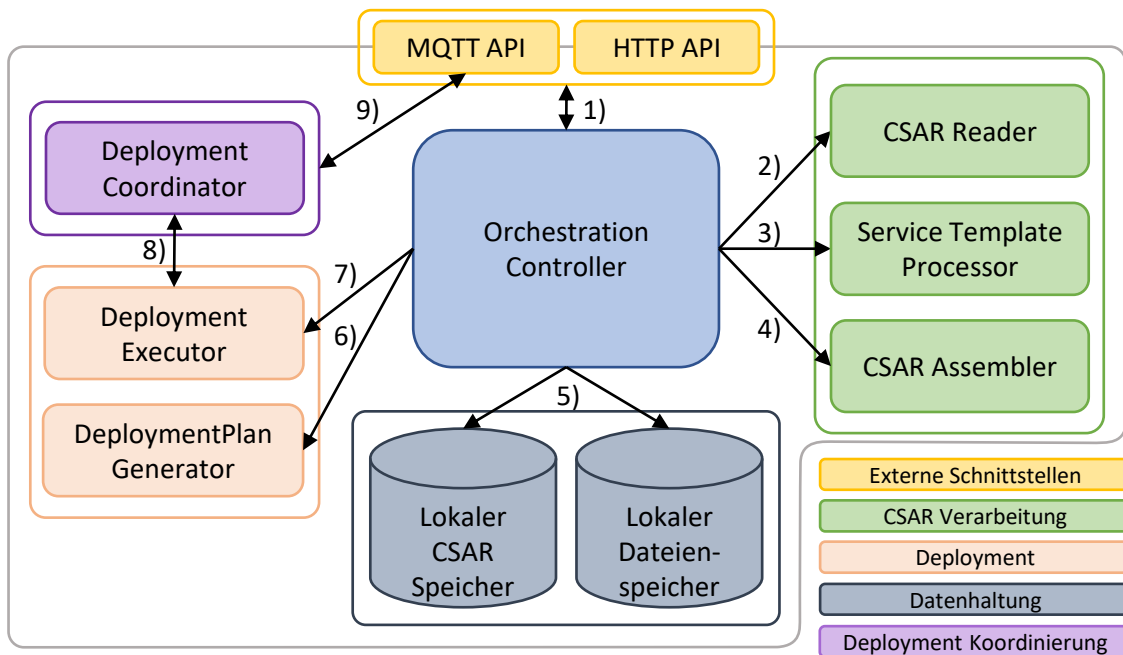 MQTT API
HTTP API
9)
1)
Deployment
Coordinator
CSAR Reader
2)
Orchestration
Controller
3)
Service Template
Processor
8)
7)
Deployment
Executor
6)
4)
CSAR Assembler
5)
DeploymentPlan
Generator
Lokaler
CSAR
Speicher
Lokaler
Dateien-
speicher
Externe Schnittstellen
CSAR Verarbeitung
Deployment
Datenhaltung
Deployment Koordinierung